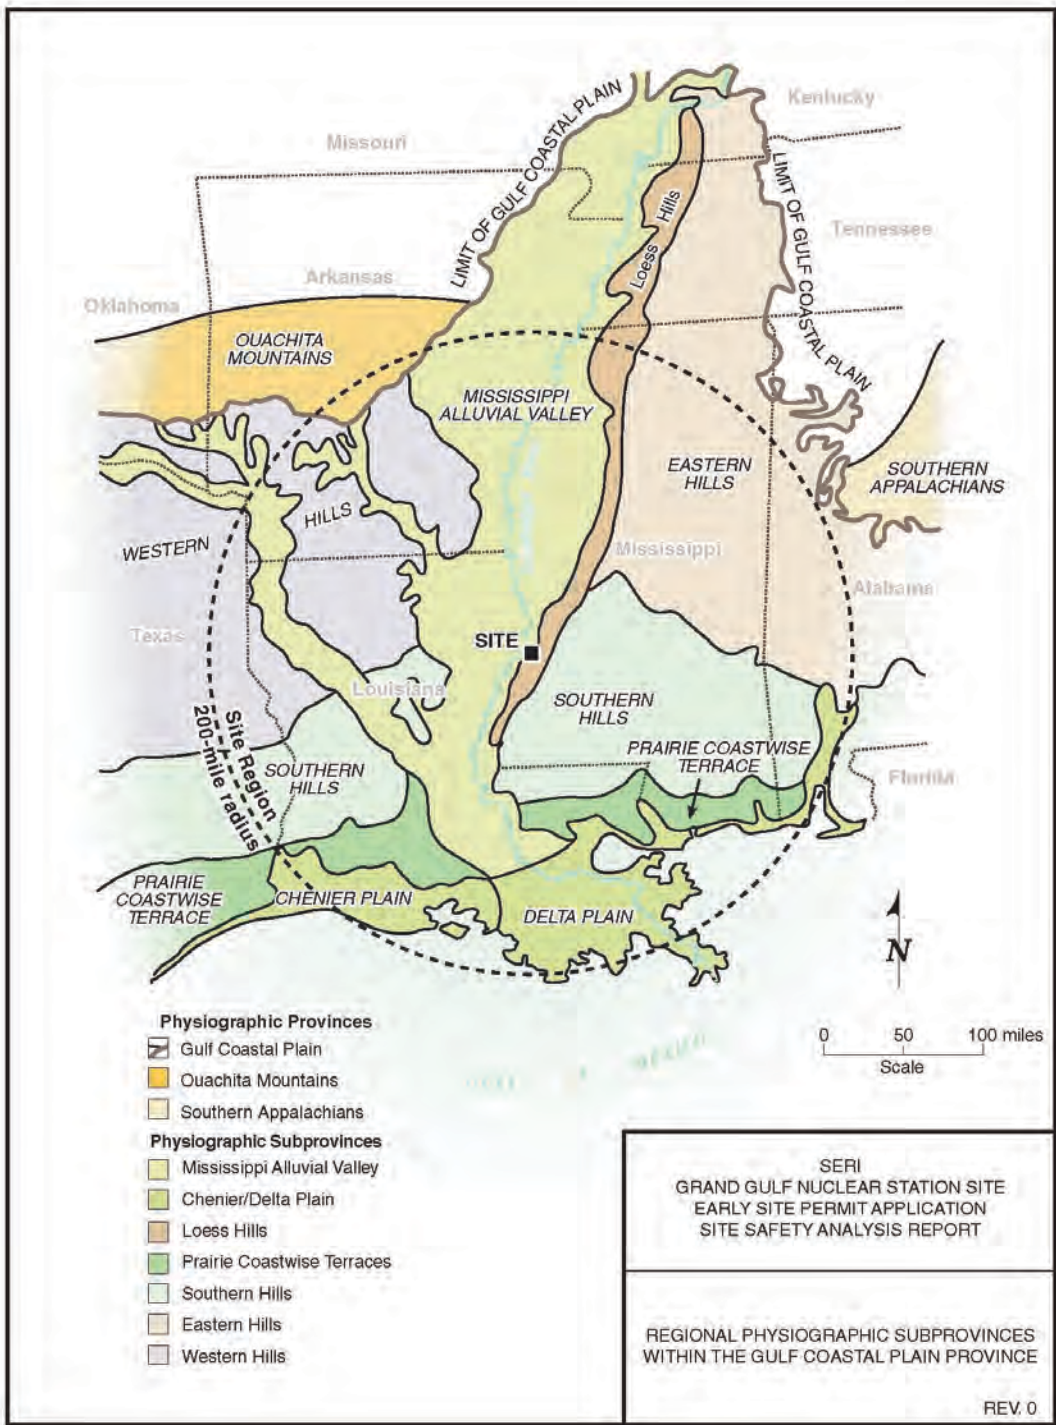 Kentucky
Missouri
LIMIT OF GULF COASTAL PLAIN
LIMIT OF GULF COASTAL PLAIN
Tennessee
Loess Hills
Arkansas
Oklahoma
OUACHITA
MOUNTAINS
MISSISSIPPI
ALLUVIAL VALLEY
EASTERN
HILLS
SOUTHERN
APPALACHIANS
HILLS
WESTERN
Mississippi
Alabama
Texas
SITE
Louisiana
SOUTHERN
HILLS
Site Region
200-mile radius
PRAIRIE COASTWISE
TERRACE
SOUTHERN
HILLS
Florida
PRAIRIE
COASTWISE
TERRACE
CHENIER PLAIN
DELTA PLAIN
N
0 50 100 miles
Scale
MEXICO
Physiographic Provinces
Gulf Coastal Plain
Ouachita Mountains
Southern Appalachians
Physiographic Subprovinces
Mississippi Alluvial Valley
Chenier/Delta Plain
Loess Hills
Prairie Coastwise Terraces
Southern Hills
Eastern Hills
Western Hills
SERI
GRAND GULF NUCLEAR STATION SITE
EARLY SITE PERMIT APPLICATION
SITE SAFETY ANALYSIS REPORT
REGIONAL PHYSIOGRAPHIC SUBPROVINCES
WITHIN THE GULF COASTAL PLAIN PROVINCE
REV. 0